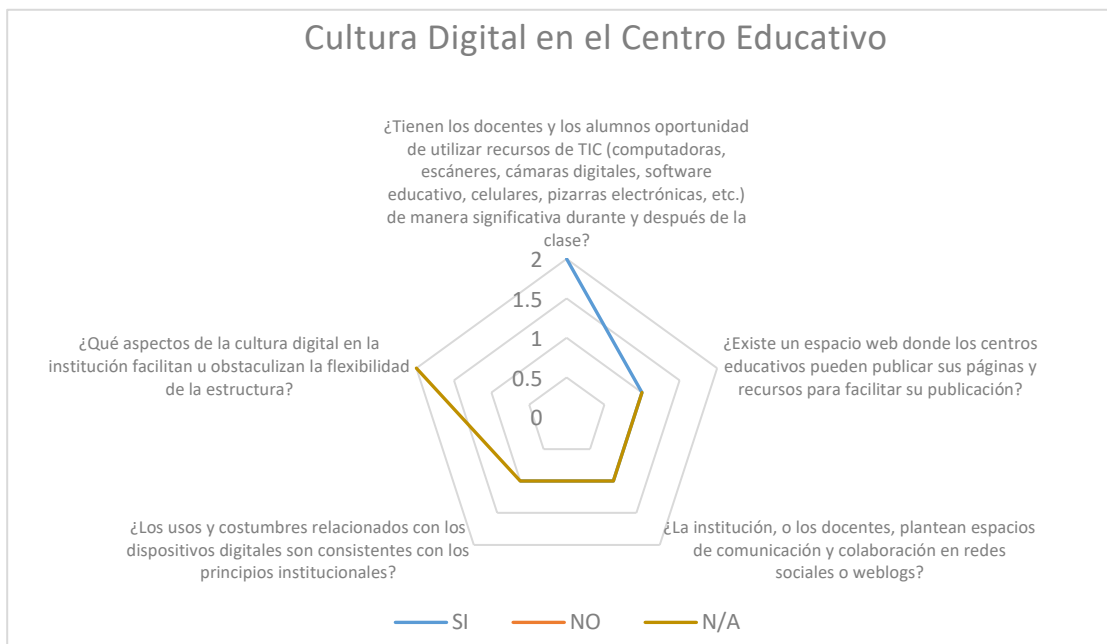 Cultura Digital en el Centro Educativo
¿Tienen los docentes y los alumnos oportunidad
de utilizar recursos de TIC (computadoras,
escáneres, cámaras digitales, software
educativo, celulares, pizarras electrónicas, etc.)
de manera significativa durante y después de la
clase?
2
1.5
1
0.5
0
¿Existe un espacio web donde los centros
educativos pueden publicar sus páginas y
recursos para facilitar su publicación?
¿La institución, o los docentes, plantean espacios
de comunicación y colaboración en redes
sociales o weblogs?
¿Los usos y costumbres relacionados con los
dispositivos digitales son consistentes con los
principios institucionales?
¿Qué aspectos de la cultura digital en la
institución facilitan u obstaculizan la flexibilidad
de la estructura?
SI
NO
N/A